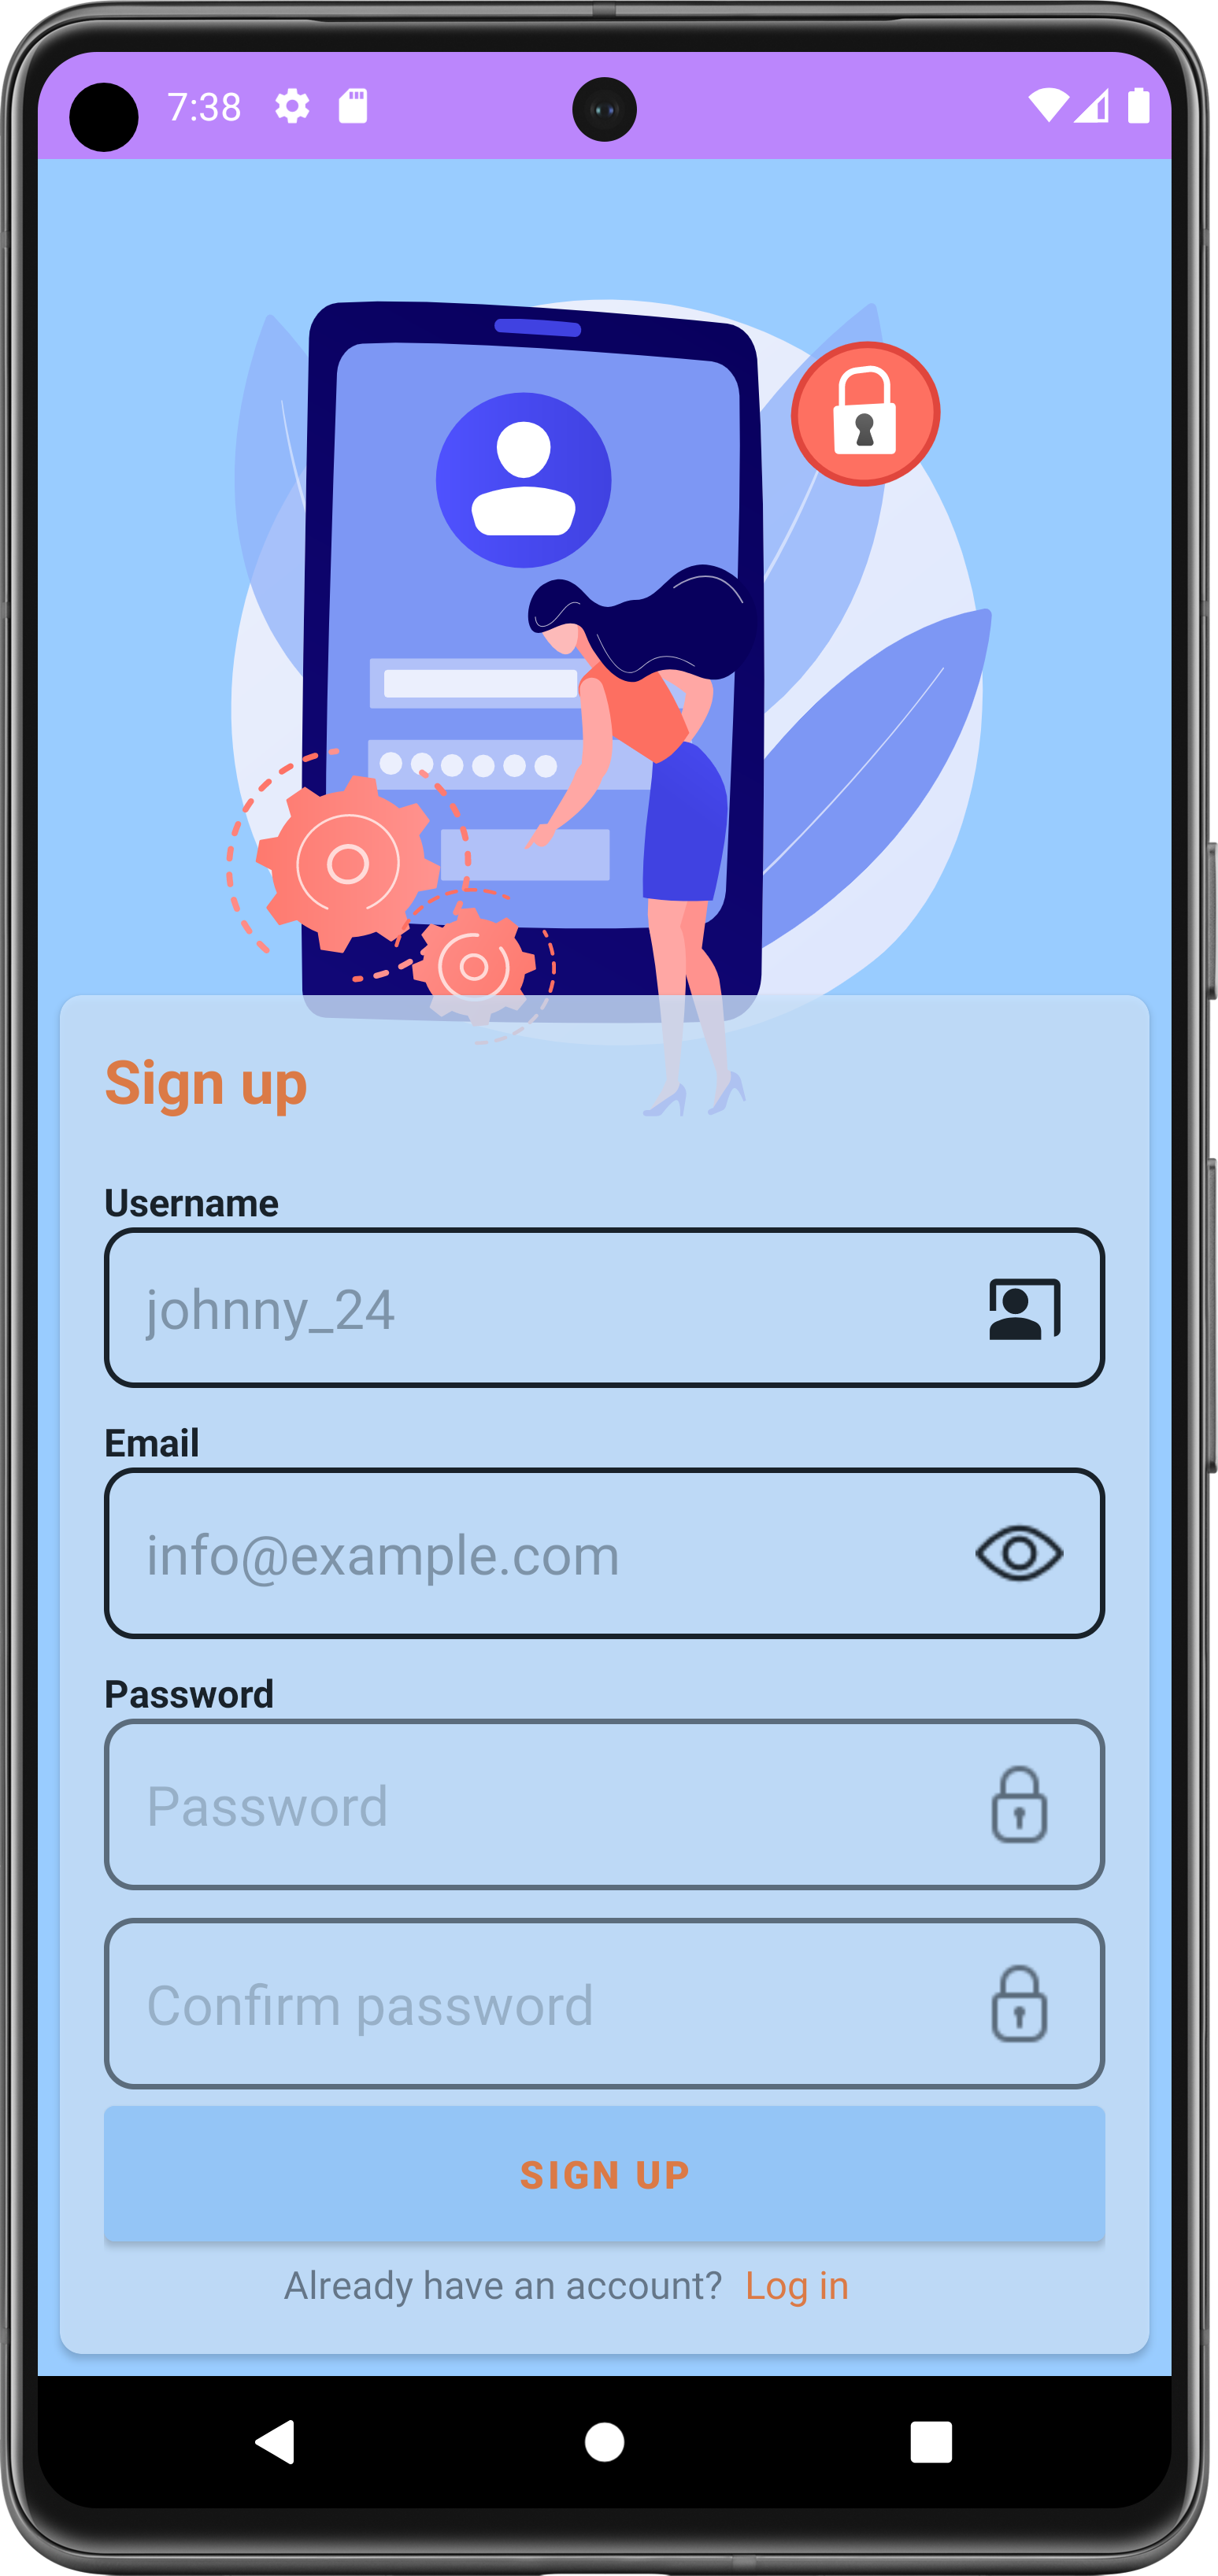 7:38
Sign up
Username
johnny_24
Email
info@example.com
Password
Password
Confirm password
SIGN UP
Already have an account? Log in